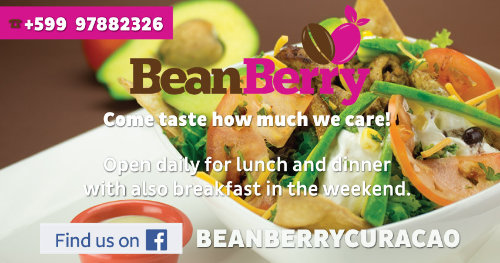 ☎+599 97882326
BeanBerry
Come taste how much we care!
Open daily for lunch and dinner
with also breakfast in the weekend.
Find us on f
BEANBERRYCURACAO